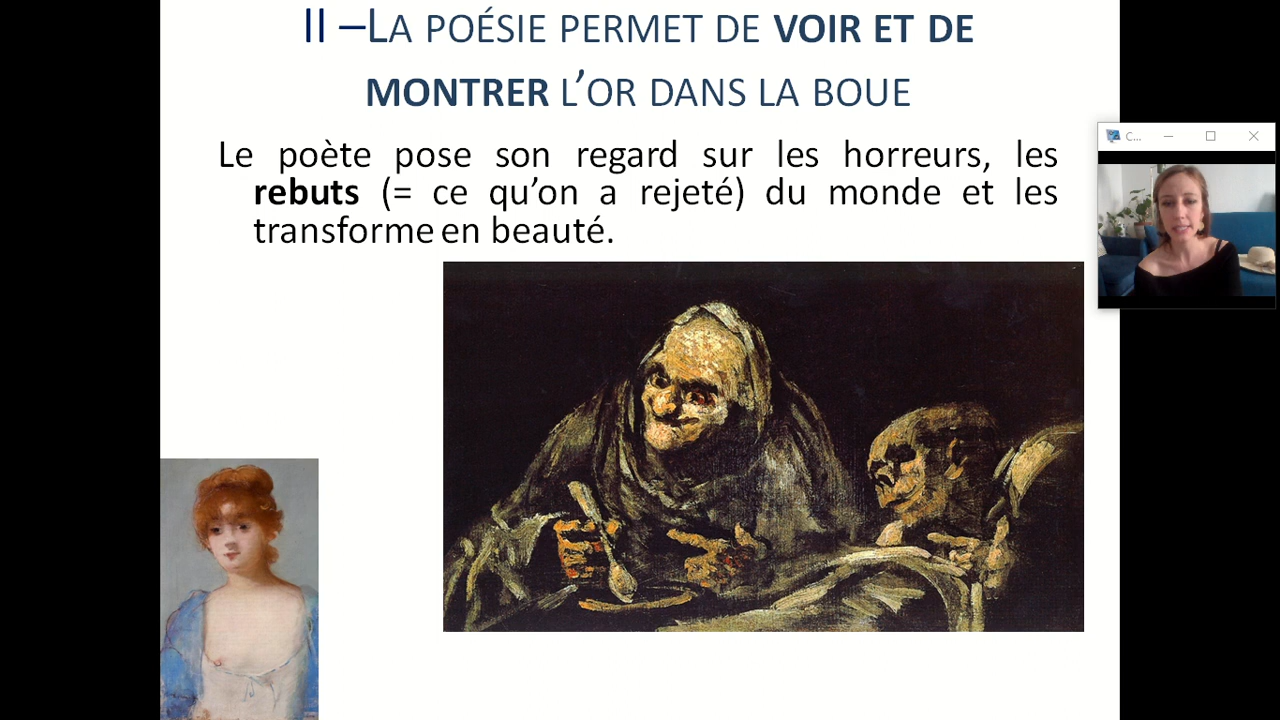 II –LA POÉSIE PERMET DE VOIR ET DE
MONTRER L’OR DANS LA BOUE
Le poète pose son regard sur les horreurs, les
rebuts (= ce qu’on a rejeté) du monde et les
transforme en beauté.
C...